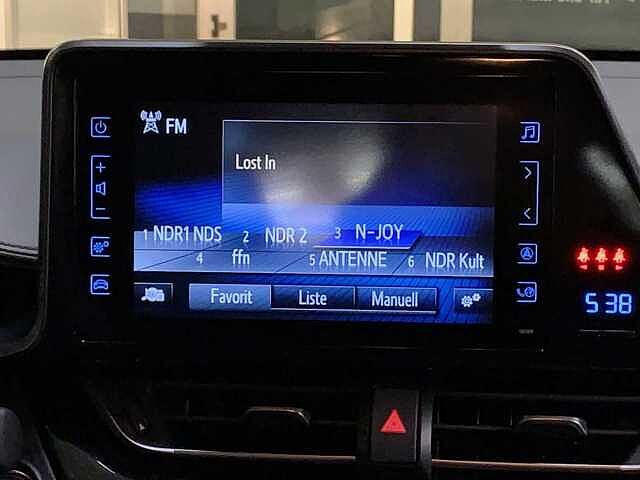 FM
Lost In
1 NDR1 NDS 2 NDR 2 3 N-JOY
4 ffn 5 ANTENNE 6 NDR Kult
Favorit Liste Manuell
5 38